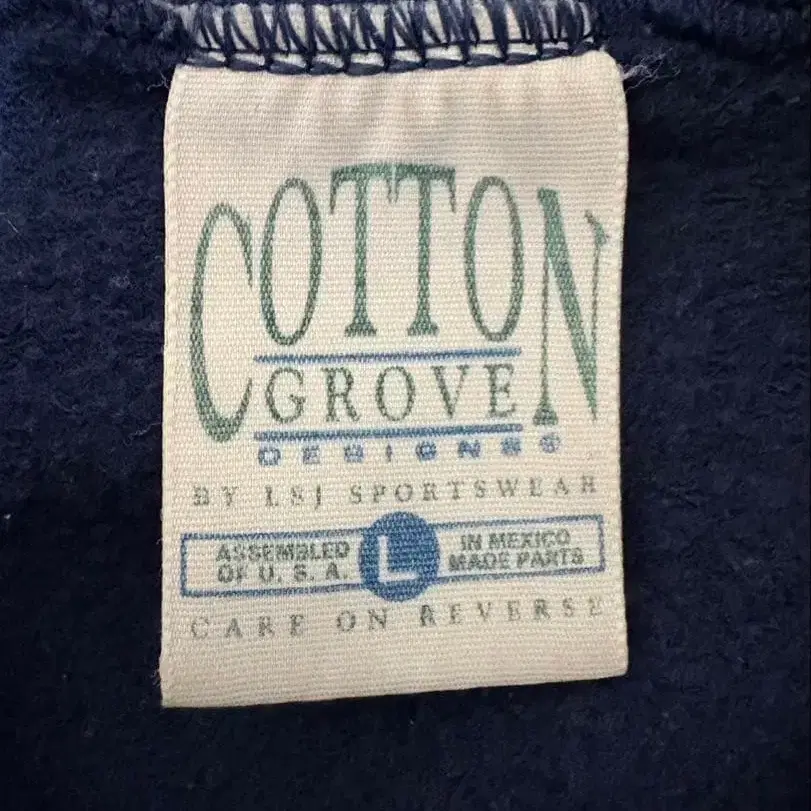 COTTON
GROVE
DESIGNS®
BY LSJ SPORTSWEAR
ASSEMBLED L IN MEXICO
OF U. S. A. MADE PARTS
CARE ON REVERSE